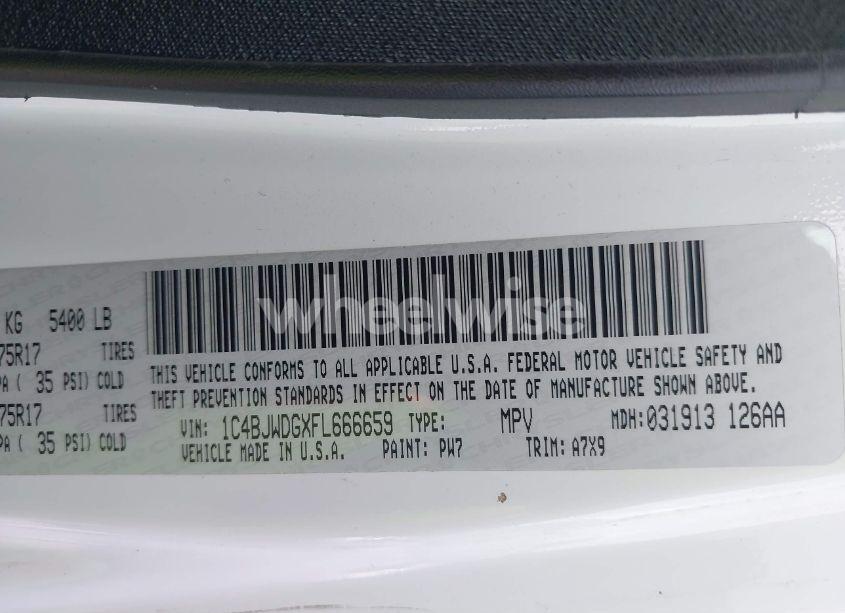 KG 5400 LB
75R17 TIRES
PA ( 35 PSI) COLD
75R17 TIRES
PA ( 35 PSI) COLD
wheelwise
THIS VEHICLE CONFORMS TO ALL APPLICABLE U.S.A. FEDERAL MOTOR VEHICLE SAFETY AND
THEFT PREVENTION STANDARDS IN EFFECT ON THE DATE OF MANUFACTURE SHOWN ABOVE.
VIN: 1C4BJWDGXFL666659 TYPE: MPV MDH: 031913 126AA
VEHICLE MADE IN U.S.A. PAINT: PW7 TRIM: A7X9